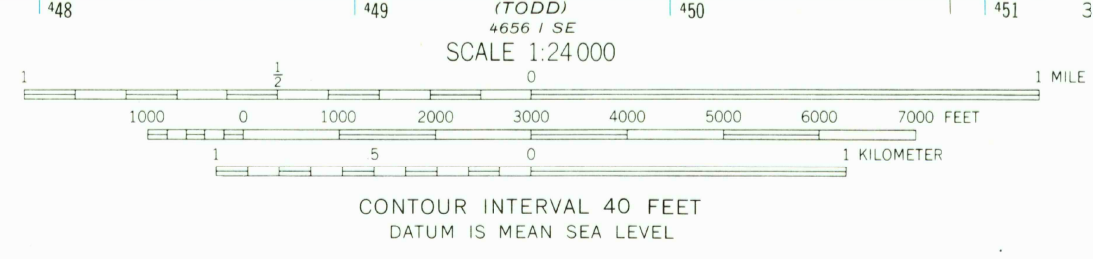 448 449 (TODD) 450 451 3
4656 I SE
SCALE 1:24 000
1 1/2 0 1 MILE
1000 0 1000 2000 3000 4000 5000 6000 7000 FEET
1 5 0 1 KILOMETER
CONTOUR INTERVAL 40 FEET
DATUM IS MEAN SEA LEVEL